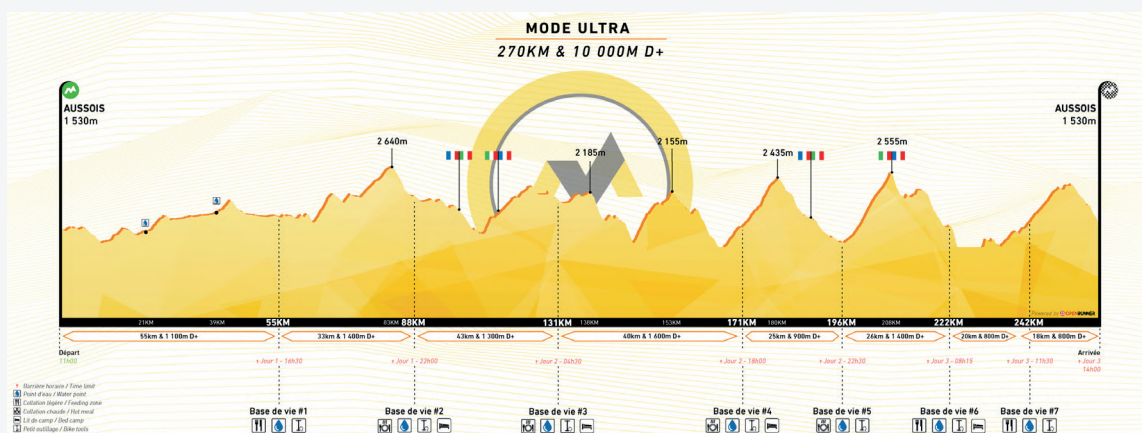 MODE ULTRA
270KM & 10 000M D+
AUSSOIS
1 530m
AUSSOIS
1 530m
2 640m
2 185m
2 155m
2 435m
2 555m
Powered by OPENRUNNER
21KM
39KM
55KM
83KM
88KM
131KM
138KM
153KM
171KM
180KM
196KM
208KM
222KM
242KM
55km & 1 100m D+
33km & 1 400m D+
43km & 1 300m D+
40km & 1 600m D+
25km & 900m D+
26km & 1 400m D+
20km & 800m D+
18km & 800m D+
Départ
11h00
Jour 1 - 16h30
Jour 1 - 22h00
Jour 2 - 04h30
Jour 2 - 18h00
Jour 2 - 22h30
Jour 3 - 08h15
Jour 3 - 11h30
Arrivée
Jour 3
14h00
Barrière horaire / Time limit
Point d'eau / Water point
Collation légère / Feeding zone
Collation chaude / Hot meal
Lit de camp / Bed camp
Petit outillage / Bike tools
Base de vie #1
Base de vie #2
Base de vie #3
Base de vie #4
Base de vie #5
Base de vie #6
Base de vie #7